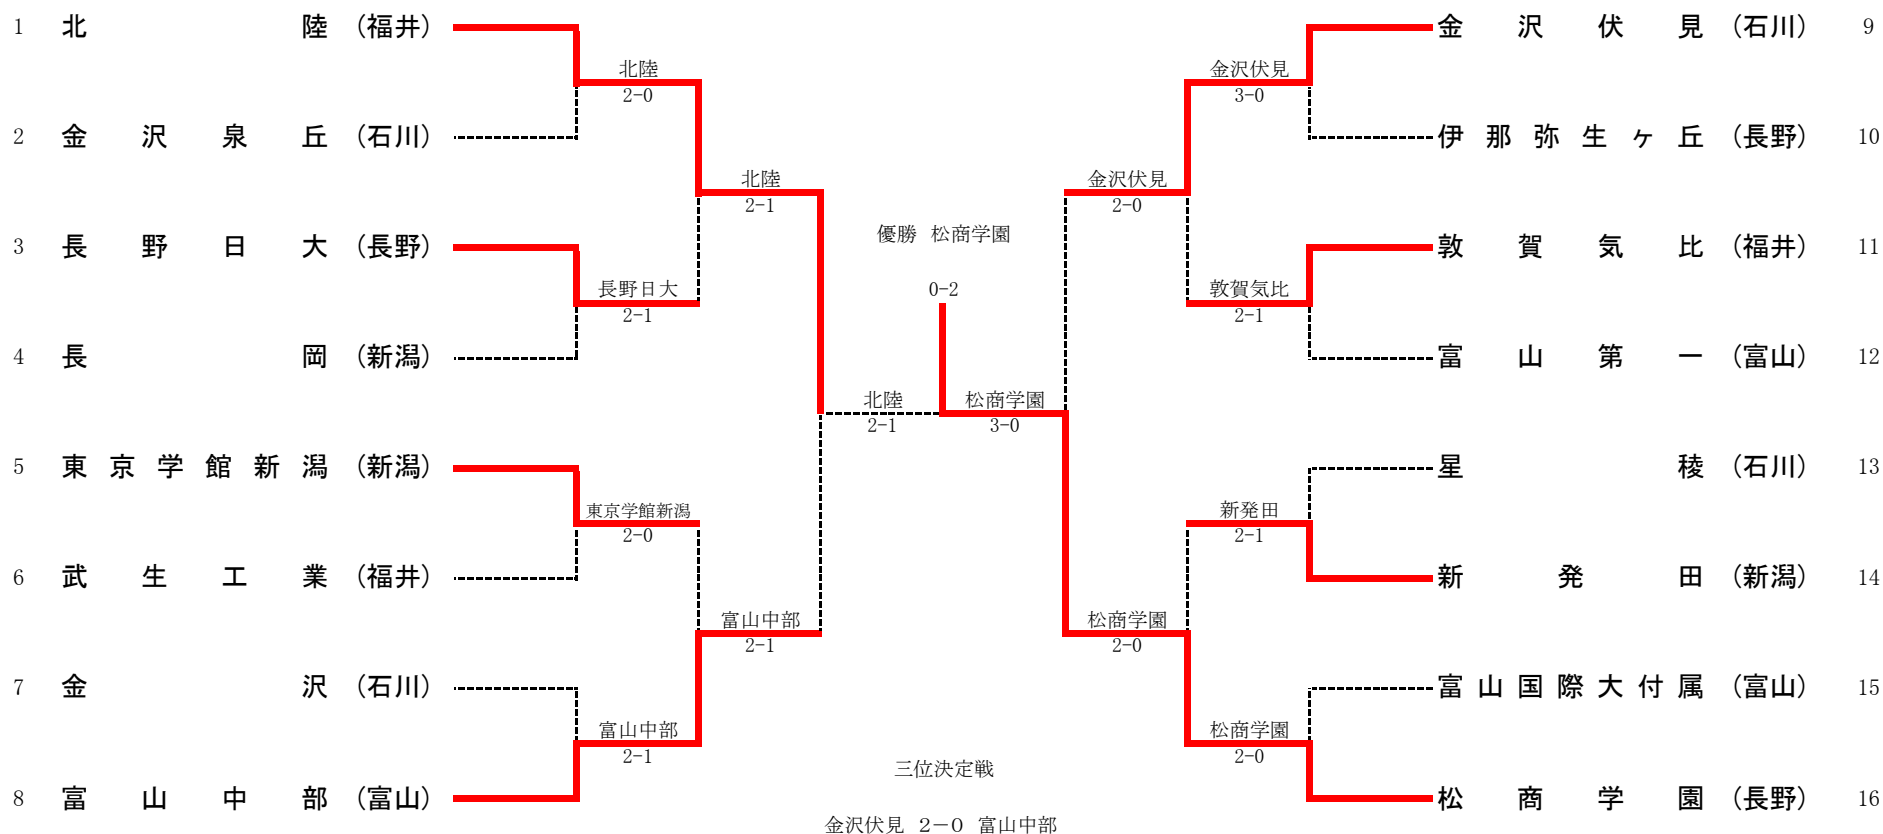 1 北陸 (福井)
2 金沢泉丘 (石川)
3 長野日大 (長野)
4 長岡 (新潟)
5 東京学館新潟 (新潟)
6 武生工業 (福井)
7 金沢 (石川)
8 富山中部 (富山)
北陸
2-0
長野日大
2-1
東京学館新潟
2-0
富山中部
2-1
北陸
2-1
富山中部
2-1
北陸
2-1
優勝 松商学園
0-2
松商学園
3-0
三位決定戦
金沢伏見 2-0 富山中部
金沢伏見
2-0
松商学園
2-0
金沢伏見
3-0
敦賀気比
2-1
新発田
2-1
松商学園
2-0
金沢伏見 (石川) 9
伊那弥生ヶ丘 (長野) 10
敦賀気比 (福井) 11
富山第一 (富山) 12
星稜 (石川) 13
新発田 (新潟) 14
富山国際大付属 (富山) 15
松商学園 (長野) 16